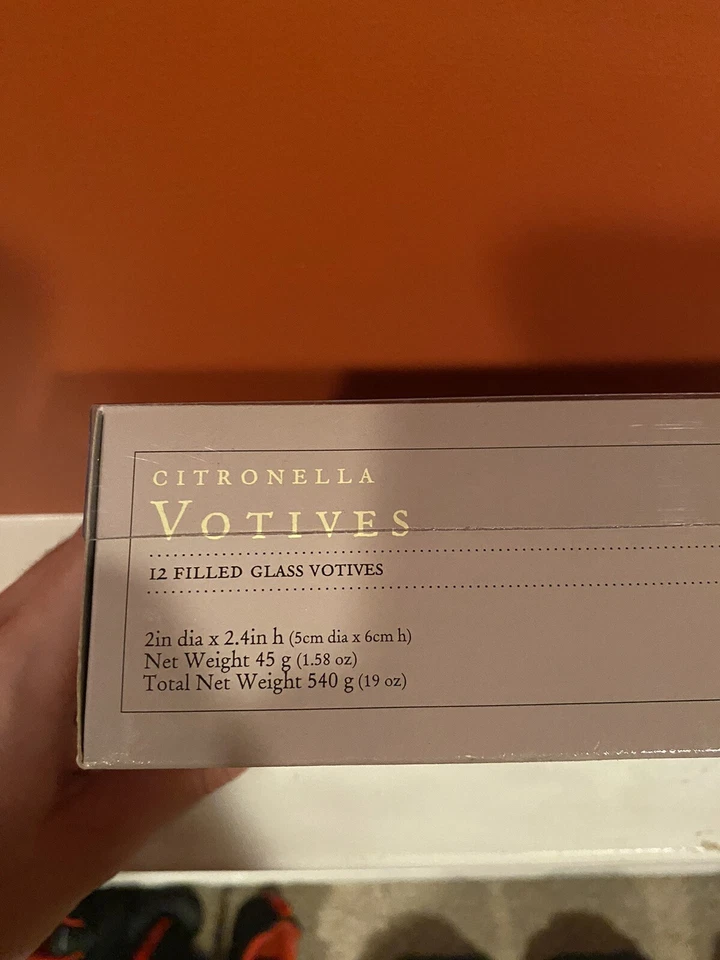 CITRONELLA
VOTIVES
12 FILLED GLASS VOTIVES
2in dia x 2.4in h (5cm dia x 6cm h)
Net Weight 45 g (1.58 oz)
Total Net Weight 540 g (19 oz)